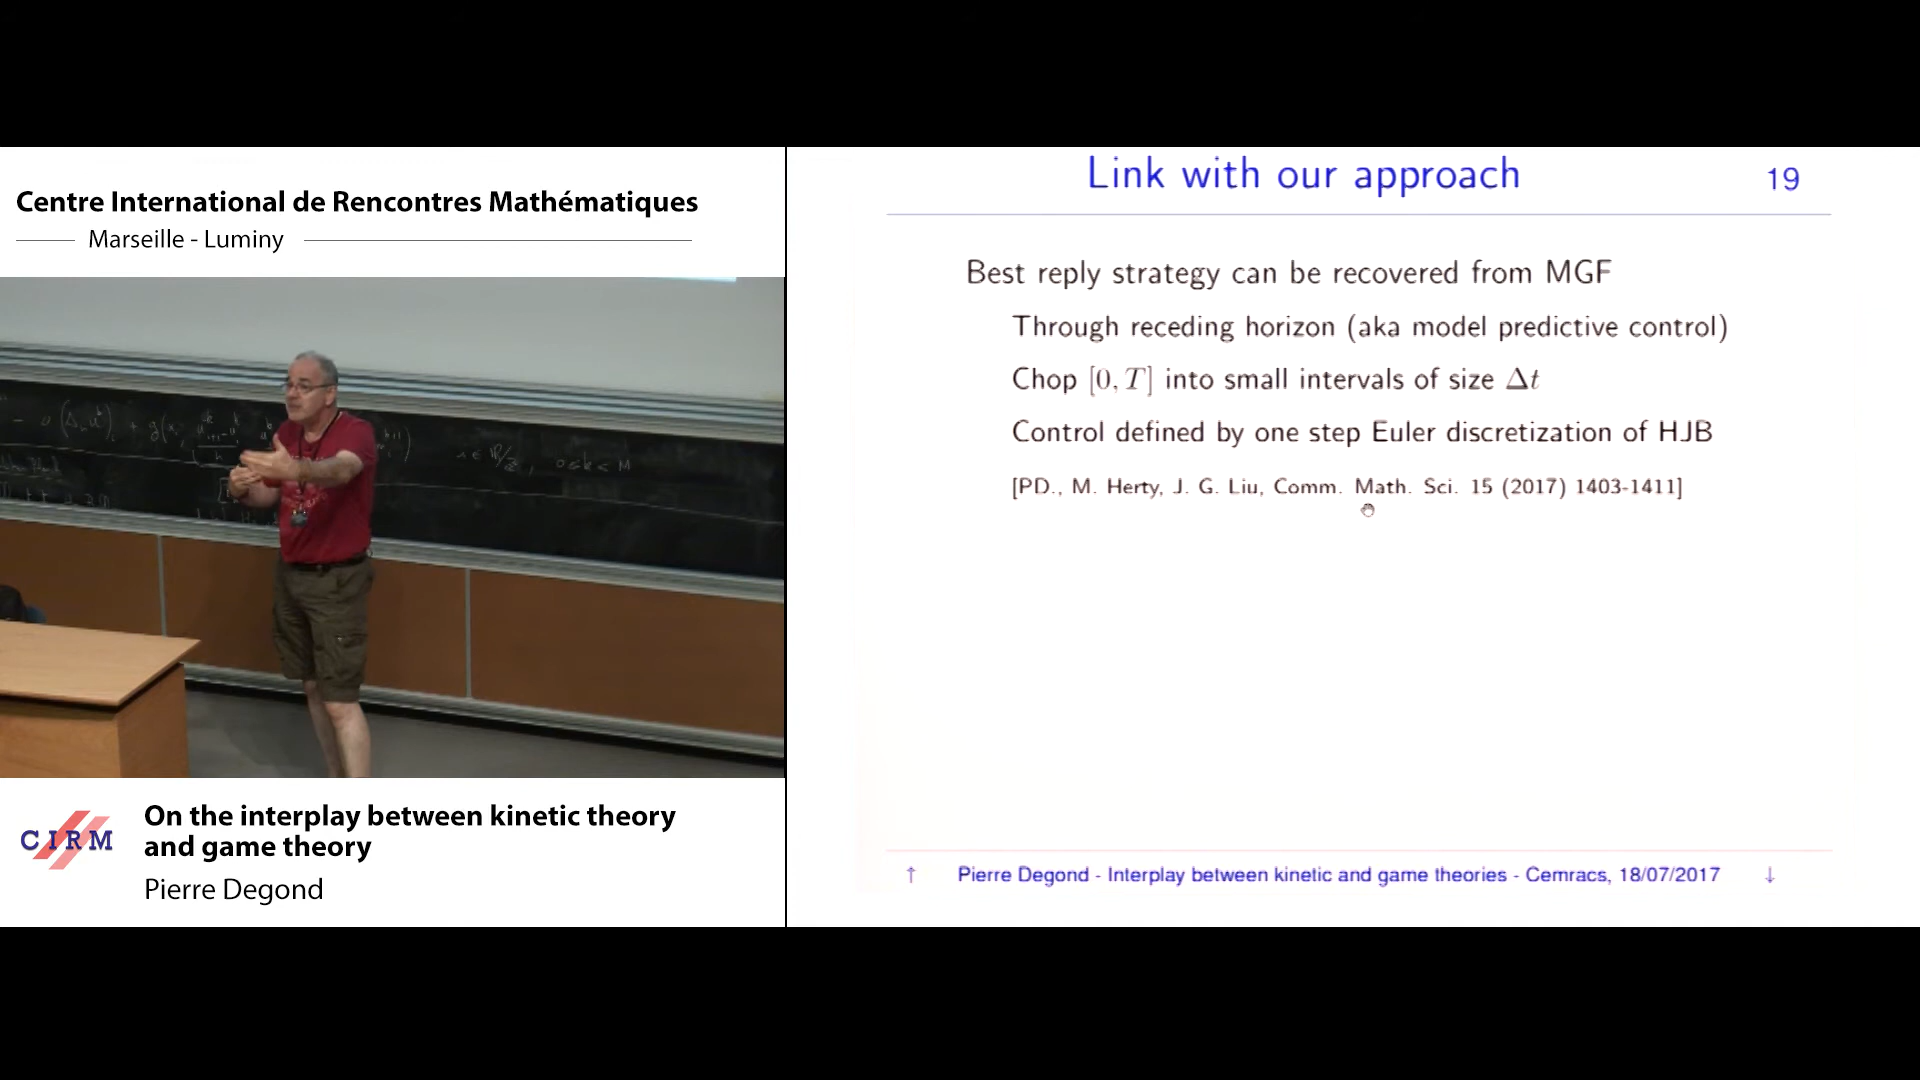 Centre International de Rencontres Mathématiques
Marseille - Luminy
CIRM
On the interplay between kinetic theory
and game theory
Pierre Degond
Link with our approach
19
Best reply strategy can be recovered from MGF
Through receding horizon (aka model predictive control)
Chop [0, T] into small intervals of size Δt
Control defined by one step Euler discretization of HJB
[PD., M. Herty, J. G. Liu, Comm. Math. Sci. 15 (2017) 1403-1411]
↑ Pierre Degond - Interplay between kinetic and game theories - Cemracs, 18/07/2017 ↓